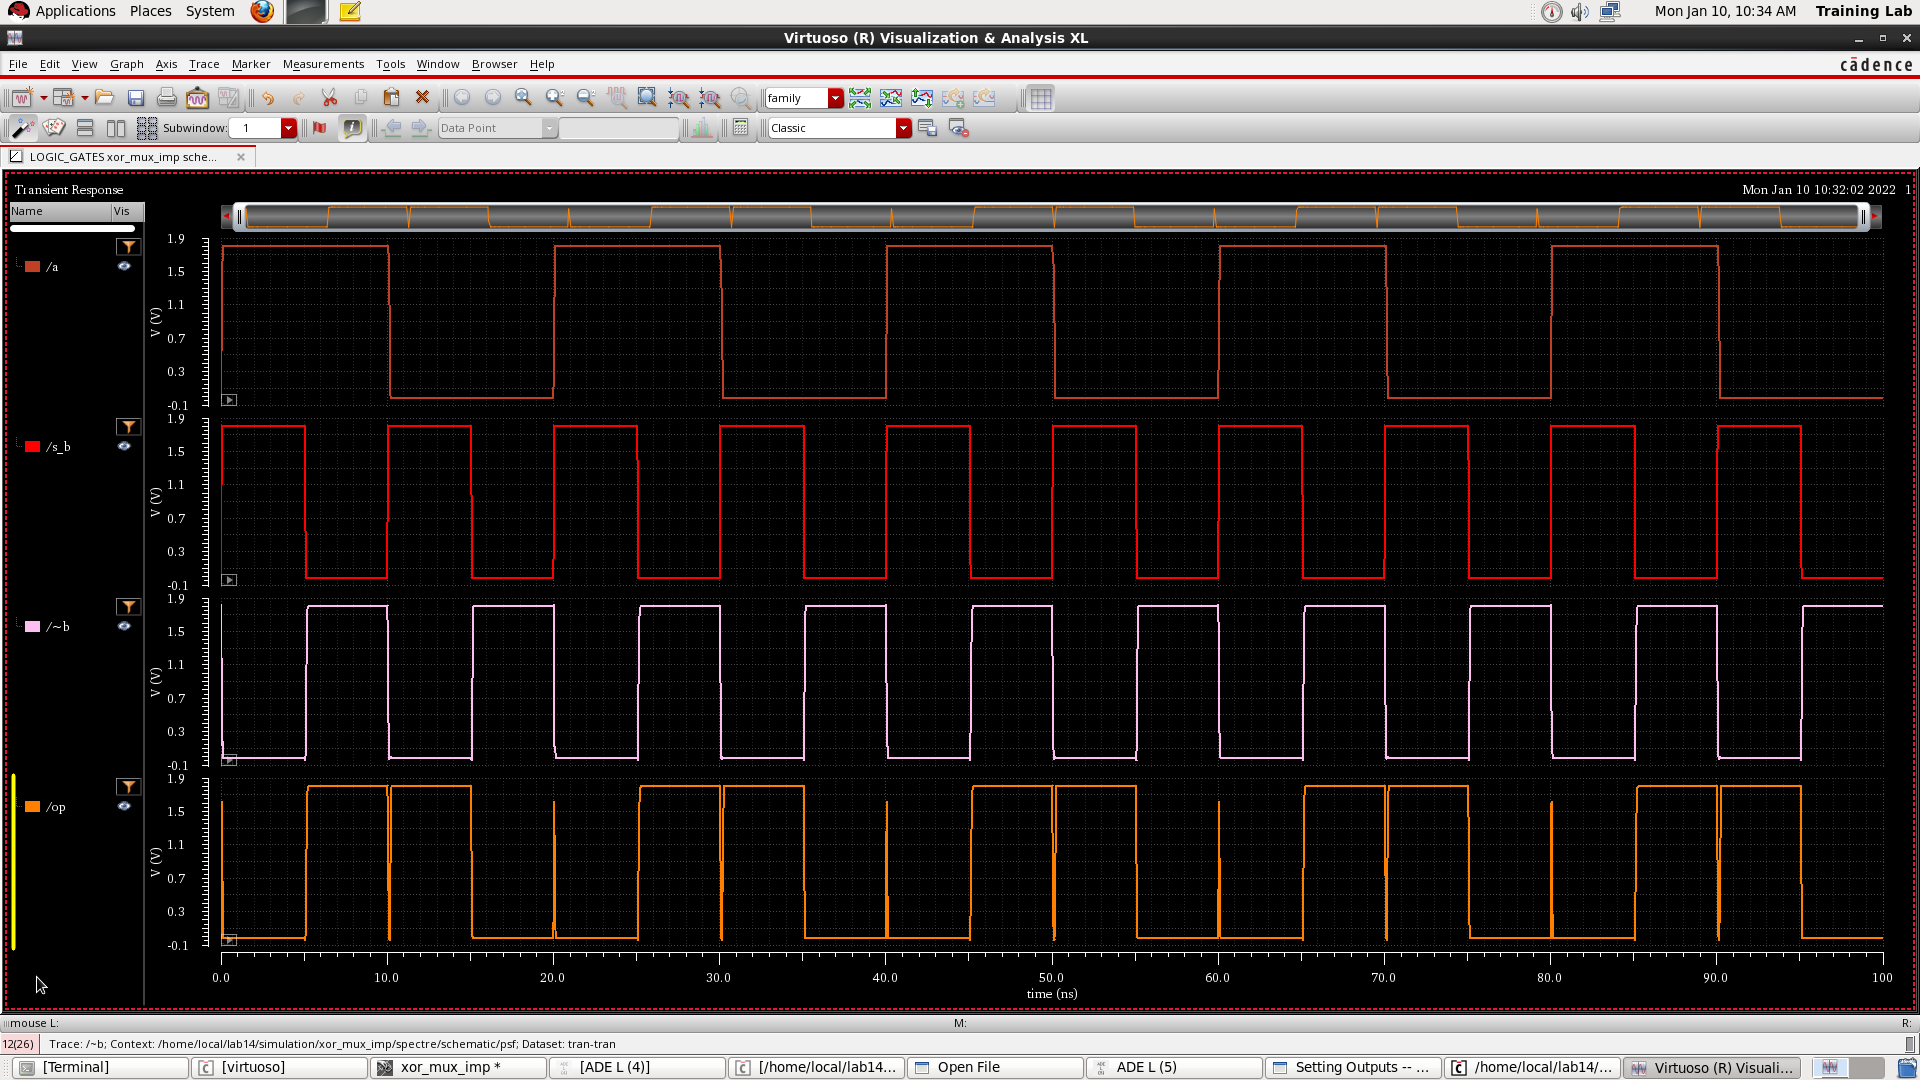 Applications Places System Mon Jan 10, 10:34 AM Training Lab
Virtuoso (R) Visualization & Analysis XL
File Edit View Graph Axis Trace Marker Measurements Tools Window Browser Help cādence
family
Subwindow: 1 Data Point Classic
LOGIC_GATES xor_mux_imp sche...
Transient Response Mon Jan 10 10:32:02 2022 1
Name Vis
/a
V (V)
1.9
1.5
1.1
0.7
0.3
-0.1
/s_b
V (V)
1.9
1.5
1.1
0.7
0.3
-0.1
/~b
V (V)
1.9
1.5
1.1
0.7
0.3
-0.1
/op
V (V)
1.9
1.5
1.1
0.7
0.3
-0.1
0.0 10.0 20.0 30.0 40.0 50.0 60.0 70.0 80.0 90.0 100
time (ns)
mouse L: M: R:
12(26) Trace: /~b; Context: /home/local/lab14/simulation/xor_mux_imp/spectre/schematic/psf; Dataset: tran-tran
[Terminal] [virtuoso] xor_mux_imp * [ADE L (4)] [/home/local/lab14... Open File ADE L (5) Setting Outputs -- ... /home/local/lab14/... Virtuoso (R) Visuali...